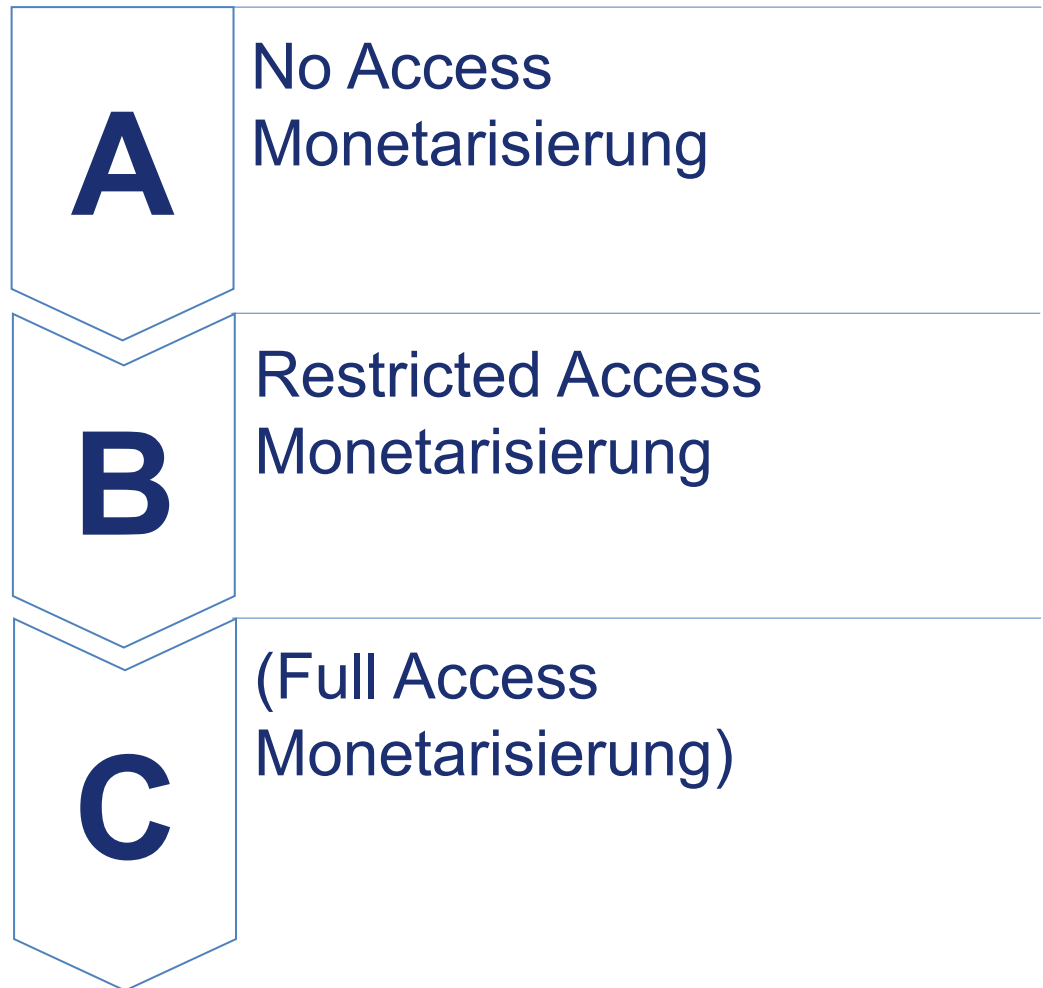 A
No Access
Monetarisierung
B
Restricted Access
Monetarisierung
C
(Full Access
Monetarisierung)